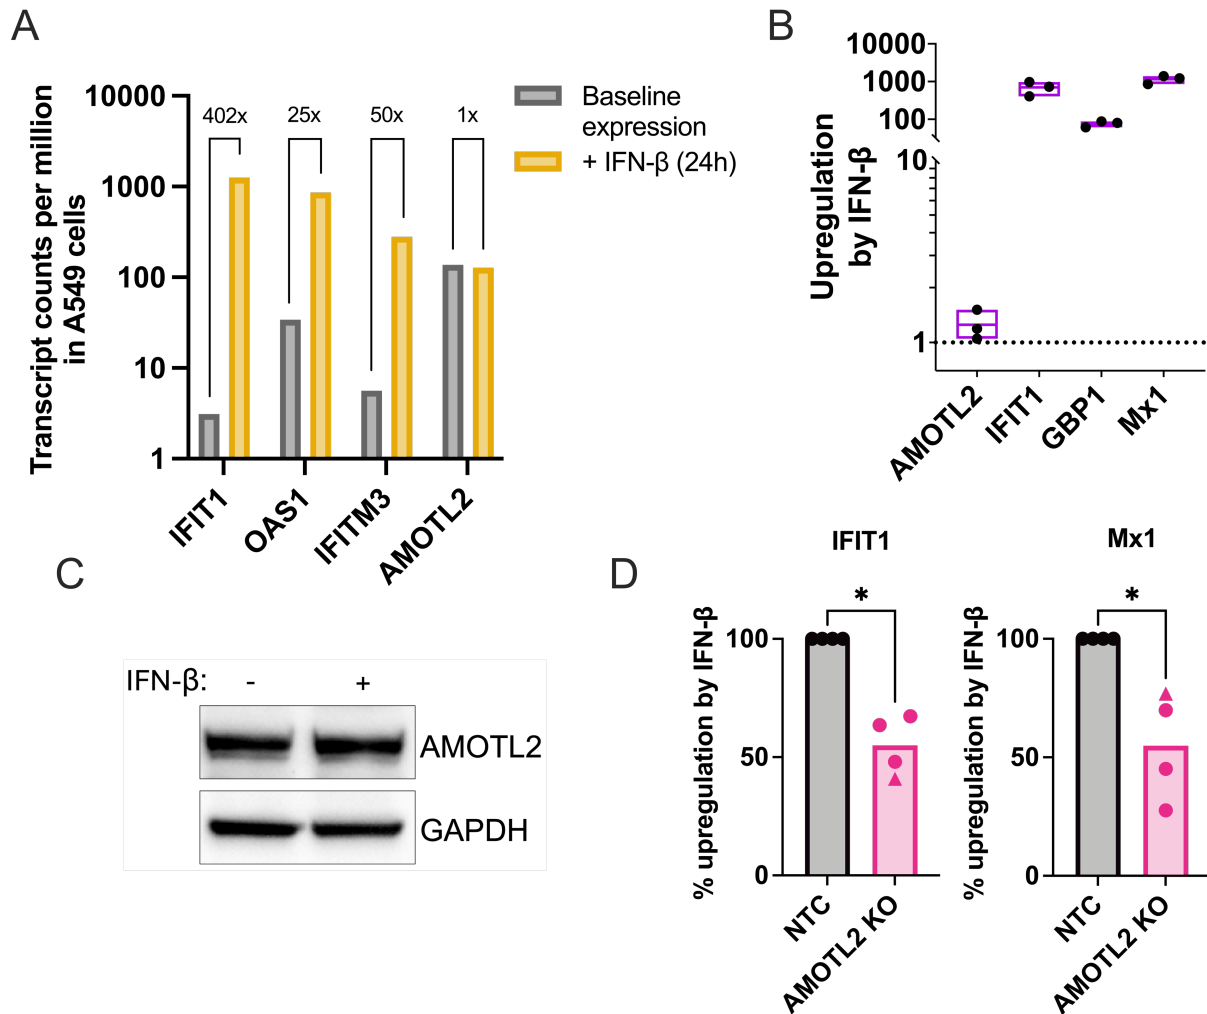 A
Transcript counts per million
in A549 cells
10000
1000
100
10
1
402x
25x
50x
1x
Baseline
expression
+ IFN-β (24h)
IFIT1
OAS1
IFITM3
AMOTL2
B
Upregulation
by IFN-β
10000
1000
100
10
1
AMOTL2
IFIT1
GBP1
Mx1
C
IFN-β: - +
AMOTL2
GAPDH
D
IFIT1
% upregulation by IFN-β
100
50
0
*
NTC
AMOTL2 KO
Mx1
% upregulation by IFN-β
100
50
0
*
NTC
AMOTL2 KO